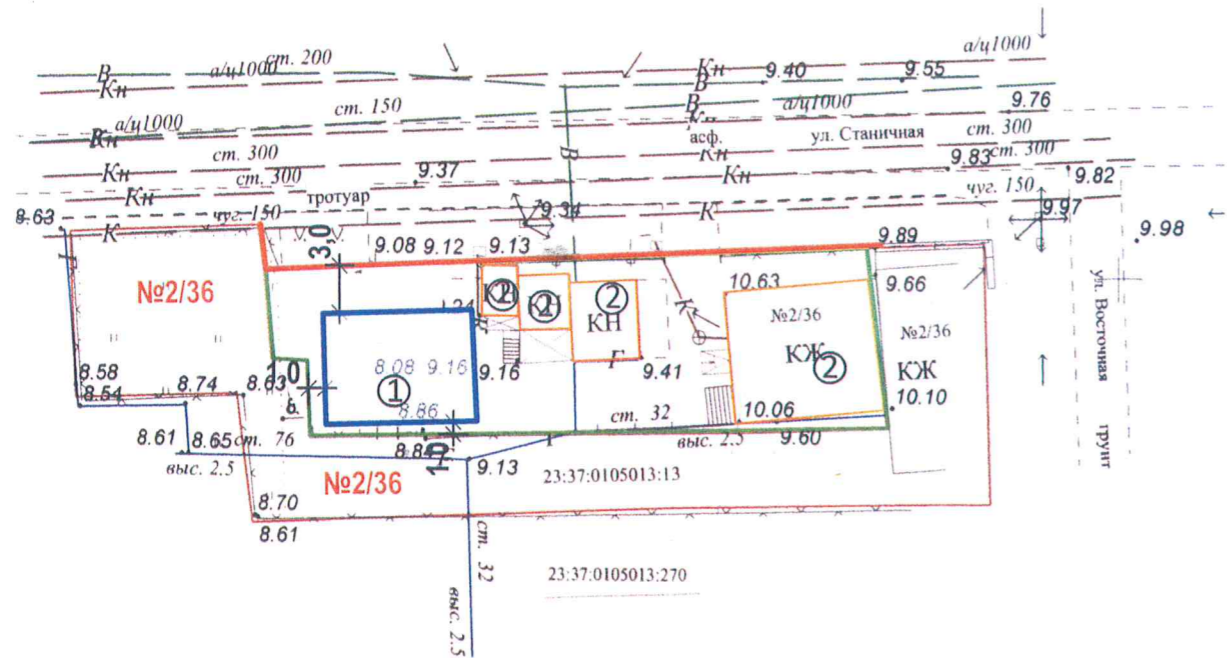 ст. 200
а/ц1000
В
а/ц1000
Кн
9.40
9.55
В
Кн
В
ст. 150
В
а/ц1000
9.76
а/ц1000
Кн
асф.
ул. Станичная
ст. 300
Кн
ст. 300
В
9.83
ст. 300
Кн
ст. 300
9.37
Кн
9.82
Кн
тротуар
чуг. 150
8.63
чуг. 150
9.34
К
9.97
К
9.98
3,0
9.08
9.12
9.13
9.89
9.66
10.63
№2/36
2
2
2
КН
КН
К
№2/36
№2/36
ул. Восточная
грунт
КЖ
2
КЖ
8.08
9.16
9.16
Г
9.41
8.58
8.54
8.74
8.63
1
8.86
10.06
10.10
ст. 32
8.61
8.65
ст. 76
выс. 2.5
9.60
выс. 2.5
1,0
9.13
23:37:0105013:13
№2/36
8.70
8.61
ст. 32
23:37:0105013:270
выс. 2.5